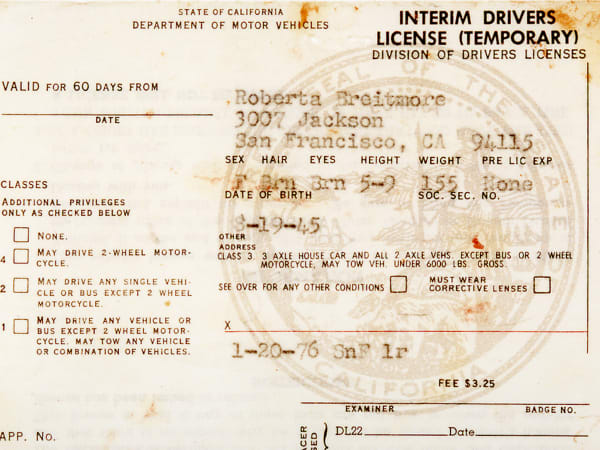 STATE OF CALIFORNIA
DEPARTMENT OF MOTOR VEHICLES
INTERIM DRIVERS
LICENSE (TEMPORARY)
DIVISION OF DRIVERS LICENSES
VALID FOR 60 DAYS FROM
DATE
Roberta Breitmore
3007 Jackson
San Francisco, CA 94115
SEX HAIR EYES HEIGHT WEIGHT PRE LIC EXP
F Brn Brn 5-9 155 None
DATE OF BIRTH SOC. SEC. NO.
8-19-45
OTHER
ADDRESS
CLASS 3. 3 AXLE HOUSE CAR AND ALL 2 AXLE VEHS. EXCEPT BUS OR 2 WHEEL
MOTORCYCLE, MAY TOW VEH. UNDER 6000 LBS. GROSS.
SEE OVER FOR ANY OTHER CONDITIONS
MUST WEAR
CORRECTIVE LENSES
CLASSES
ADDITIONAL PRIVILEGES
ONLY AS CHECKED BELOW
NONE.
4 MAY DRIVE 2-WHEEL MOTOR-
CYCLE.
2 MAY DRIVE ANY SINGLE VEHI-
CLE OR BUS EXCEPT 2 WHEEL
MOTORCYCLE.
1 MAY DRIVE ANY VEHICLE OR
BUS EXCEPT 2 WHEEL MOTOR-
CYCLE. MAY TOW ANY VEHICLE
OR COMBINATION OF VEHICLES.
X
1-20-76 SnF lr
SEAL OF THE STATE
CALIFORNIA
FEE $3.25
EXAMINER BADGE NO.
APP. No.
DL22 Date